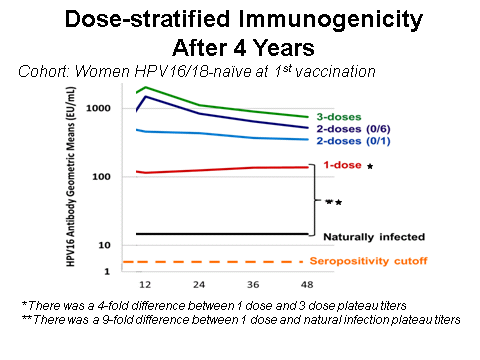 Dose-stratified Immunogenicity
After 4 Years
Cohort: Women HPV16/18-naïve at 1st vaccination
HPV16 Antibody Geometric Means (EU/mL)
1000
100
10
1
12
24
36
48
3-doses
2-doses (0/6)
2-doses (0/1)
1-dose *
**
Naturally infected
Seropositivity cutoff
*There was a 4-fold difference between 1 dose and 3 dose plateau titers
**There was a 9-fold difference between 1 dose and natural infection plateau titers